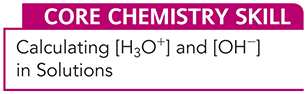 CORE CHEMISTRY SKILL
Calculating [H₃O⁺] and [OH⁻]
in Solutions